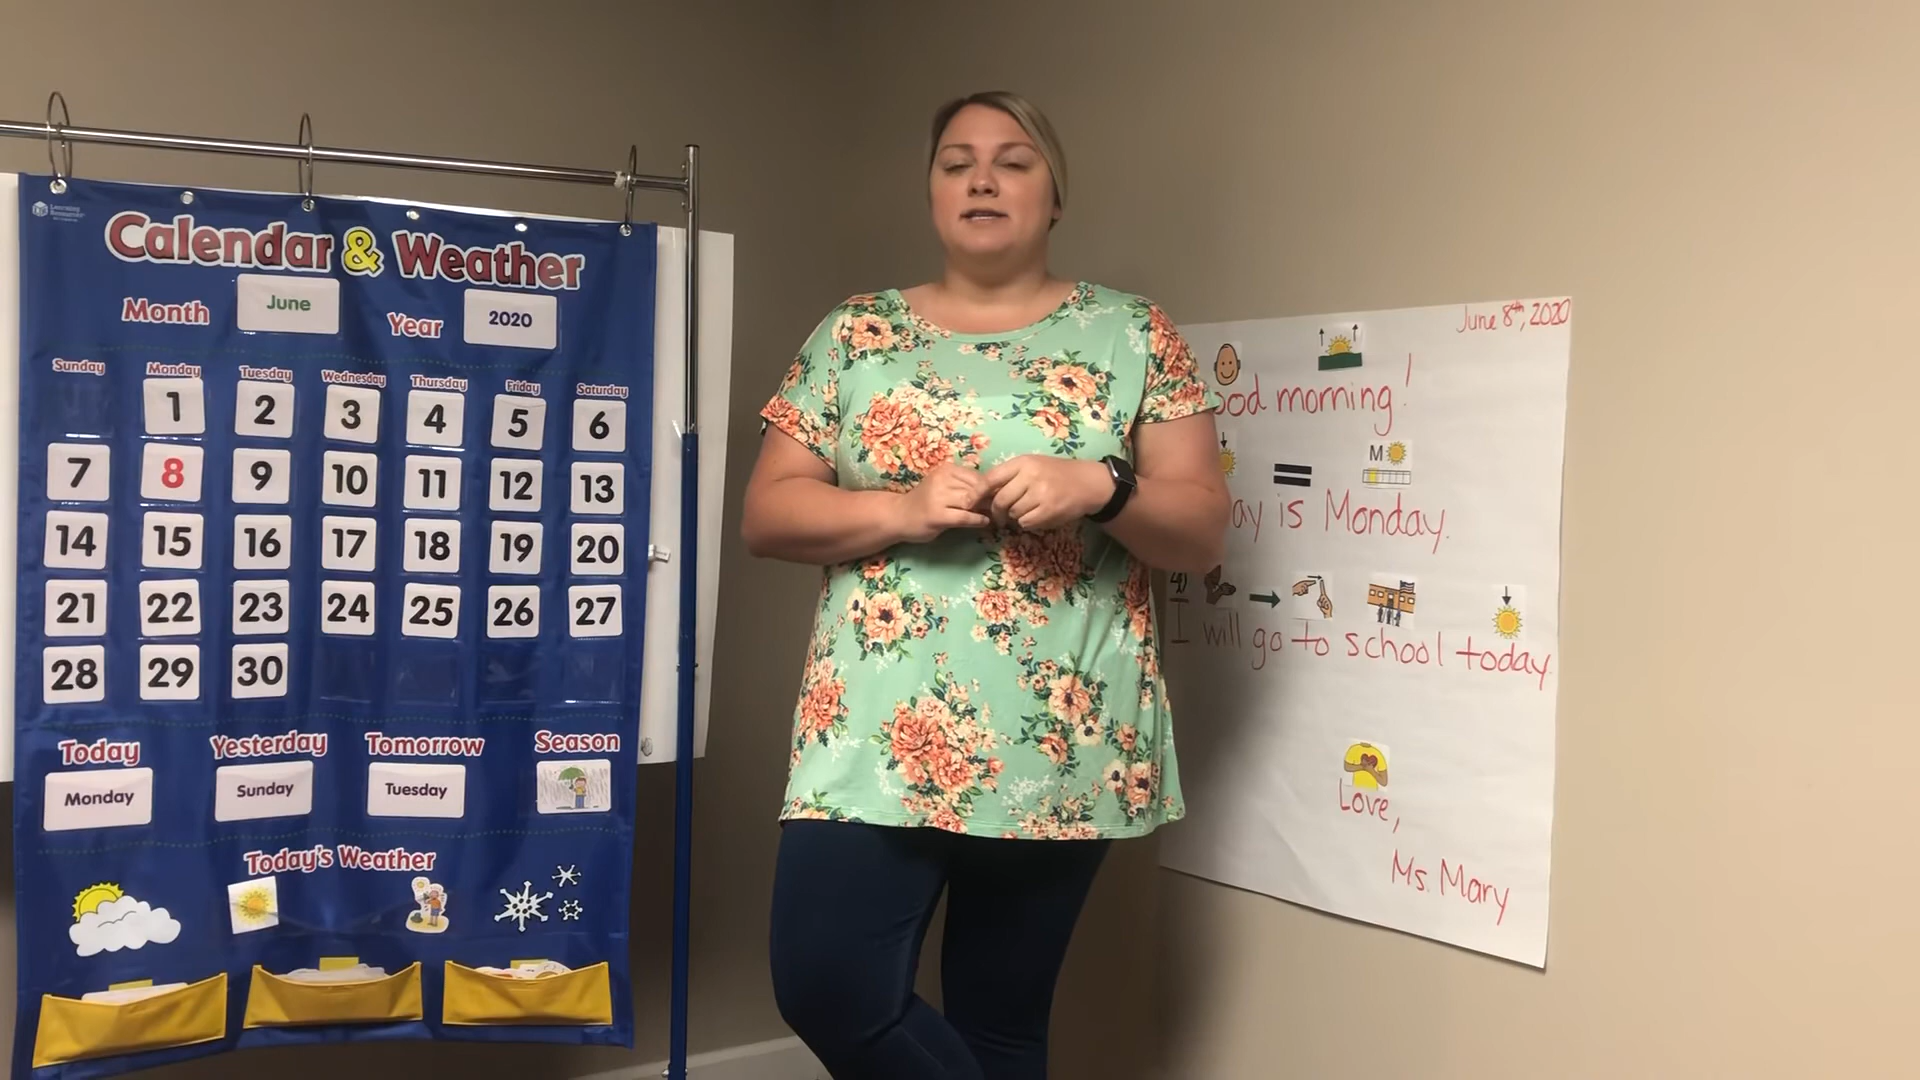 Learning Resources
Calendar & Weather
Month June Year 2020
Sunday Monday Tuesday Wednesday Thursday Friday Saturday
1 2 3 4 5 6
7 8 9 10 11 12 13
14 15 16 17 18 19 20
21 22 23 24 25 26 27
28 29 30
Today Yesterday Tomorrow Season
Monday Sunday Tuesday
Today's Weather
June 8th, 2020
ood morning!
M
ay is Monday.
I will go to school today.
Love,
Ms. Mary